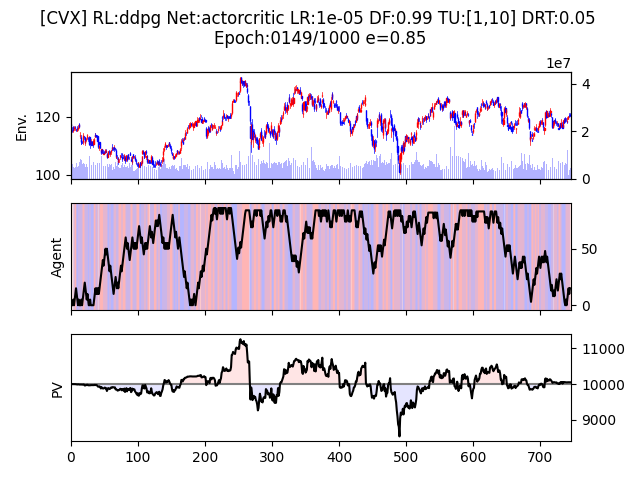 [CVX] RL:ddpg Net:actorcritic LR:1e-05 DF:0.99 TU:[1,10] DRT:0.05
Epoch:0149/1000 e=0.85
1e7
Env.
120
100
4
2
0
Agent
50
0
PV
11000
10000
9000
0 100 200 300 400 500 600 700